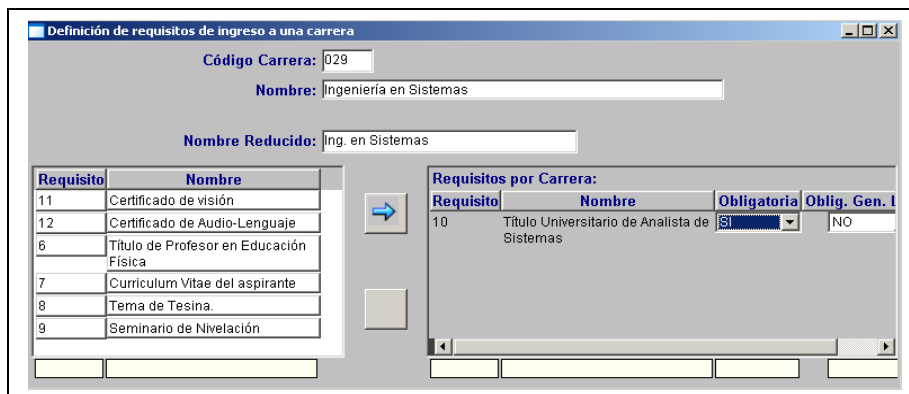 Definición de requisitos de ingreso a una carrera
Código Carrera: 029
Nombre: Ingeniería en Sistemas
Nombre Reducido: Ing. en Sistemas
Requisito Nombre
11 Certificado de visión
12 Certificado de Audio-Lenguaje
6 Título de Profesor en Educación
Física
7 Curriculum Vitae del aspirante
8 Tema de Tesina.
9 Seminario de Nivelación
Requisitos por Carrera:
Requisito Nombre Obligatoria Oblig. Gen. L
10 Título Universitario de Analista de SI NO
Sistemas